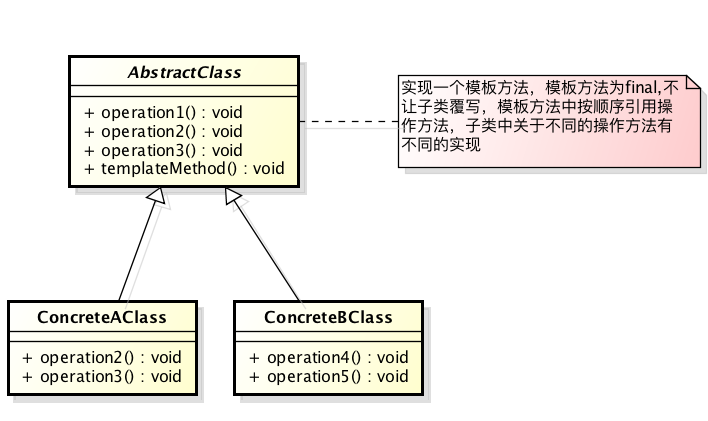 AbstractClass
+ operation1() : void
+ operation2() : void
+ operation3() : void
+ templateMethod() : void
实现一个模板方法，模板方法为final,不
让子类覆写，模板方法中按顺序引用操
作方法，子类中关于不同的操作方法有
不同的实现
ConcreteAClass
+ operation2() : void
+ operation3() : void
ConcreteBClass
+ operation4() : void
+ operation5() : void